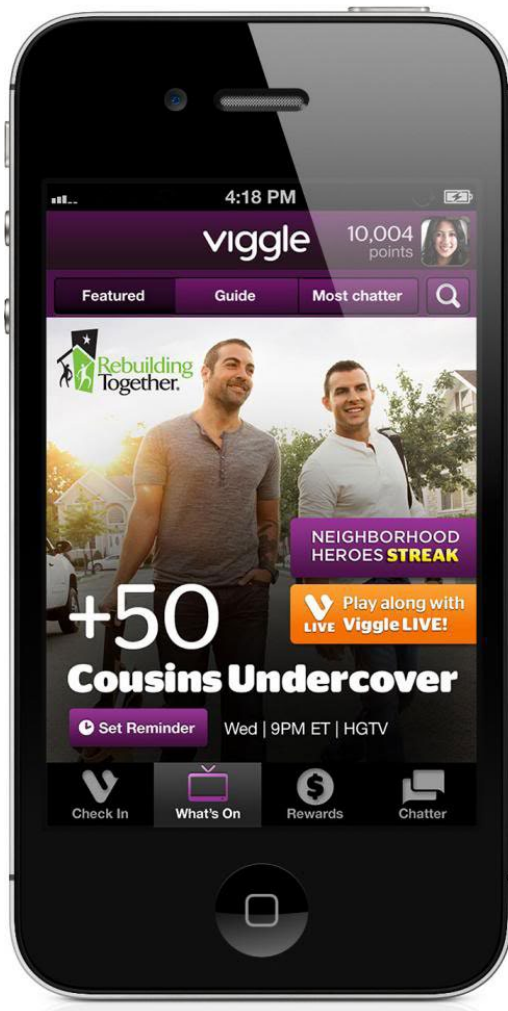 4:18 PM
viggle
10,004
points
Featured
Guide
Most chatter
Rebuilding
Together.
NEIGHBORHOOD
HEROES STREAK
+50
LIVE
Play along with
Viggle LIVE!
Cousins Undercover
Set Reminder
Wed | 9PM ET | HGTV
Check In
What's On
Rewards
Chatter